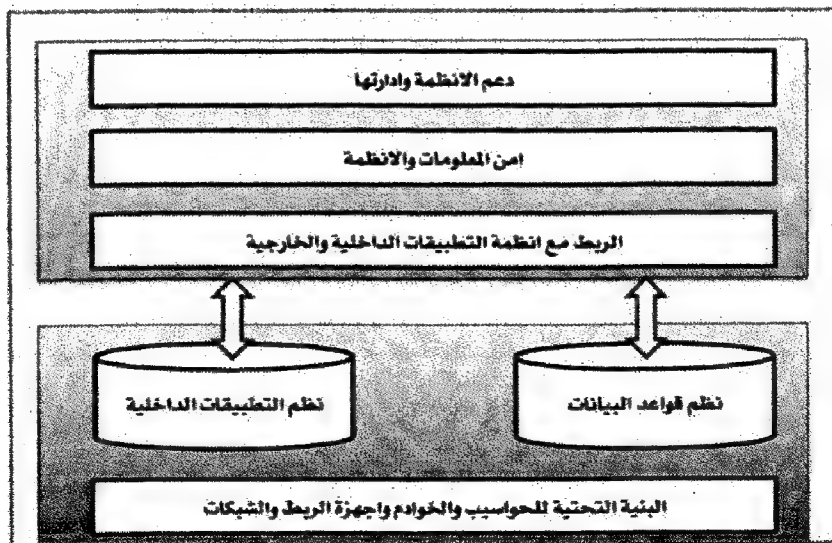 دعم الانظمة وادارتها
امن المعلومات والانظمة
الربط مع انظمة التطبيقات الداخلية والخارجية
نظم قواعد البيانات
نظم التطبيقات الداخلية
البنية التحتية للحواسيب والخوادم واجهزة الربط والشبكات